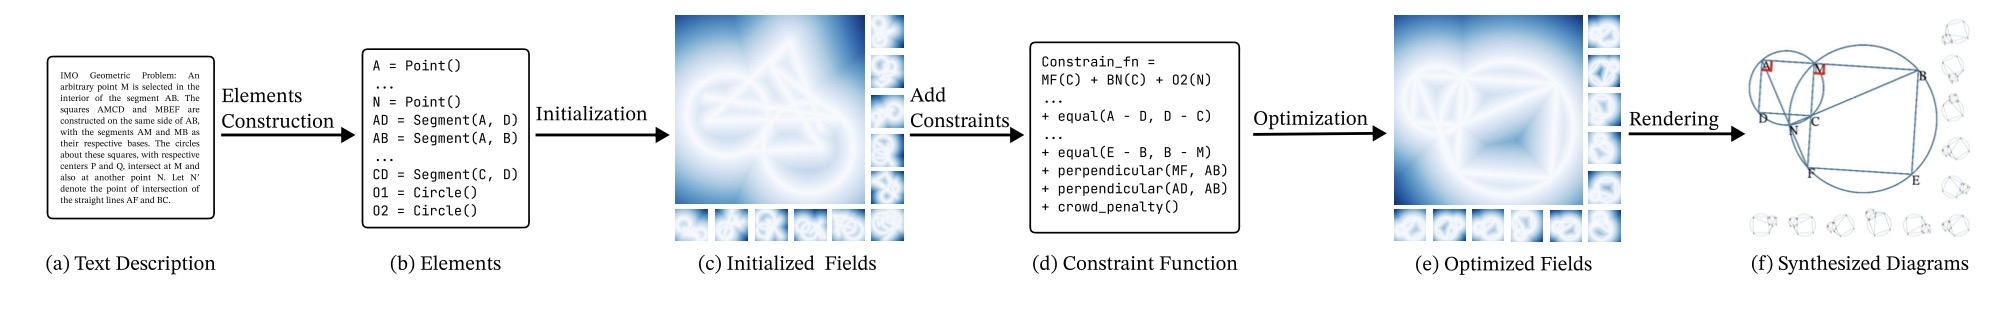 IMO Geometric Problem: An
arbitrary point M is selected in the
interior of the segment AB. The
squares AMCD and MBEF are
constructed on the same side of AB,
with the segments AM and MB as
their respective bases. The circles
about these squares, with respective
centers P and Q, intersect at M and
also at another point N. Let N'
denote the point of intersection of
the straight lines AF and BC.
(a) Text Description
Elements
Construction
A = Point()
...
N = Point()
AD = Segment(A, D)
AB = Segment(A, B)
...
CD = Segment(C, D)
O1 = Circle()
O2 = Circle()
(b) Elements
Initialization
(c) Initialized Fields
Add
Constraints
Constrain_fn =
MF(C) + BN(C) + O2(N)
...
+ equal(A - D, D - C)
...
+ equal(E - B, B - M)
+ perpendicular(MF, AB)
+ perpendicular(AD, AB)
+ crowd_penalty()
(d) Constraint Function
Optimization
(e) Optimized Fields
Rendering
A
M
B
D
C
N
F
E
(f) Synthesized Diagrams